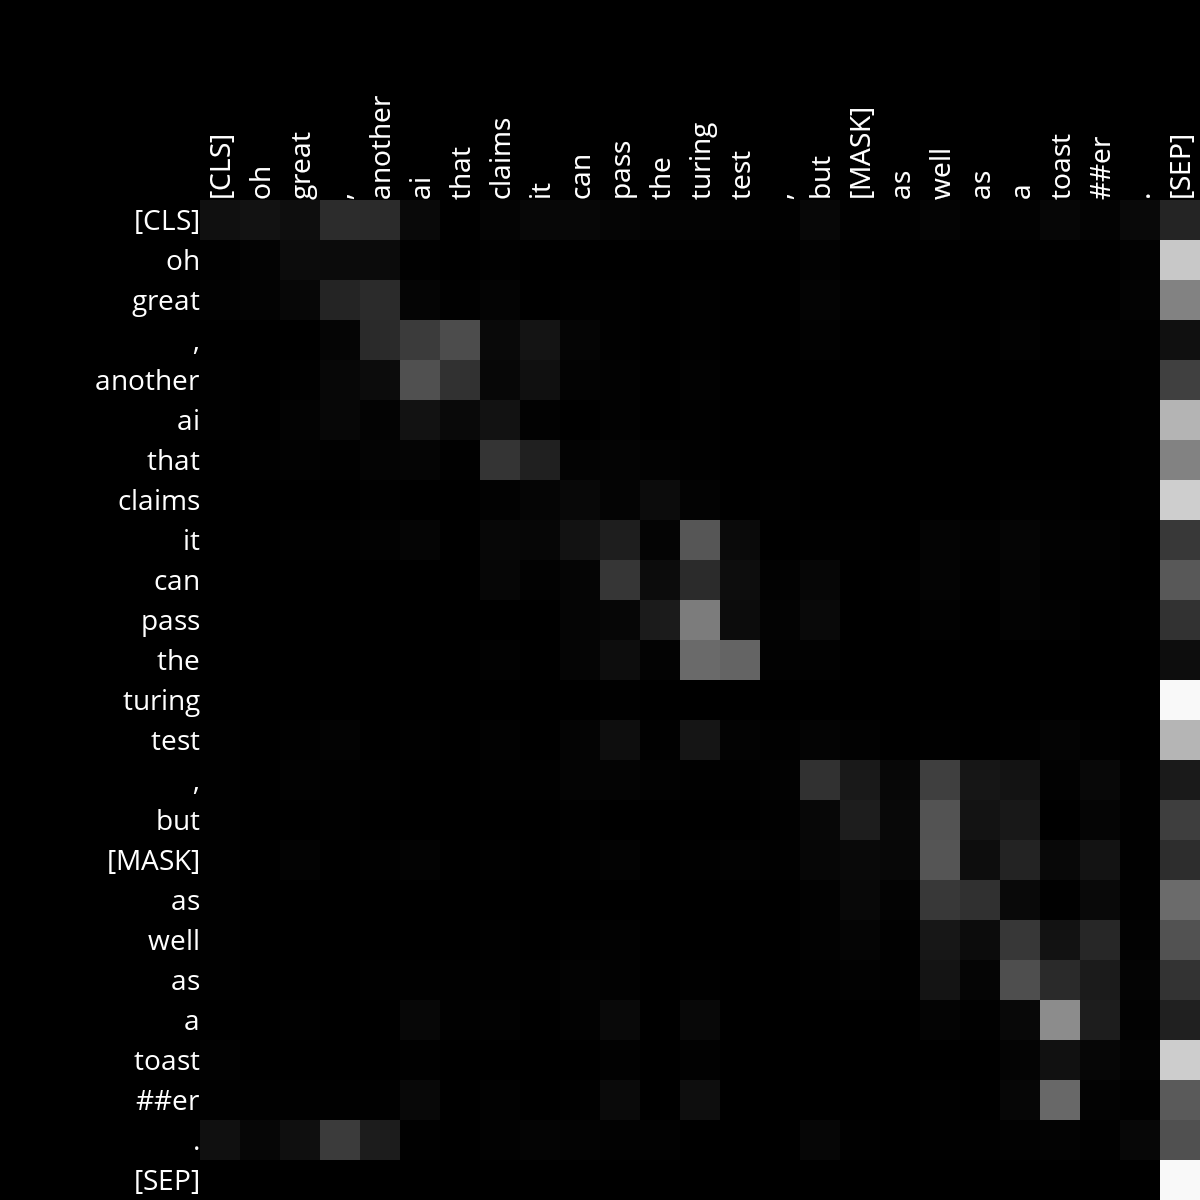 [CLS] oh great , another ai that claims it can pass the turing test , but [MASK] as well as a toast ##er . [SEP]
[CLS]
oh
great
,
another
ai
that
claims
it
can
pass
the
turing
test
,
but
[MASK]
as
well
as
a
toast
##er
.
[SEP]